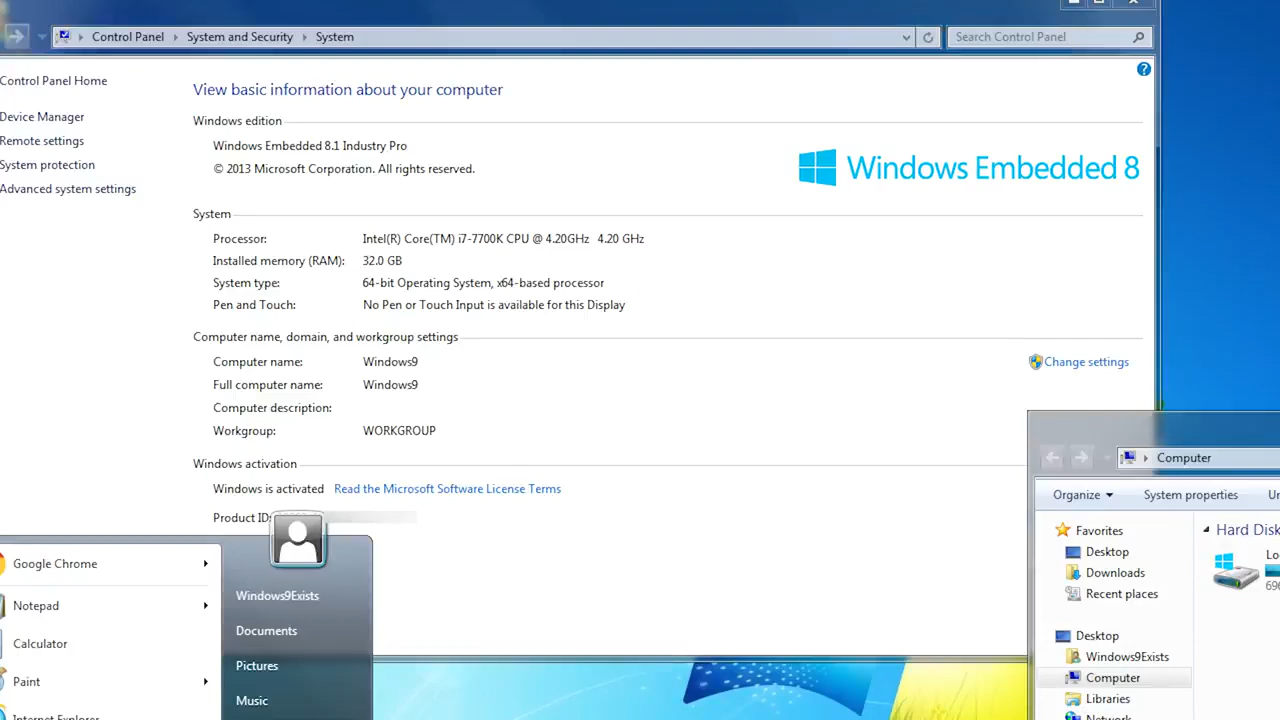 Control Panel System and Security System
Search Control Panel
Control Panel Home
Device Manager
Remote settings
System protection
Advanced system settings
View basic information about your computer
Windows edition
Windows Embedded 8.1 Industry Pro
© 2013 Microsoft Corporation. All rights reserved.
Windows Embedded 8
System
Processor: Intel(R) Core(TM) i7-7700K CPU @ 4.20GHz 4.20 GHz
Installed memory (RAM): 32.0 GB
System type: 64-bit Operating System, x64-based processor
Pen and Touch: No Pen or Touch Input is available for this Display
Computer name, domain, and workgroup settings
Computer name: Windows9
Change settings
Full computer name: Windows9
Computer description:
Workgroup: WORKGROUP
Windows activation
Windows is activated Read the Microsoft Software License Terms
Product ID:
Google Chrome
Notepad
Calculator
Paint
Internet Explorer
Windows9Exists
Documents
Pictures
Music
Computer
Organize System properties
Favorites
Desktop
Downloads
Recent places
Desktop
Windows9Exists
Computer
Libraries
Network
Hard Disk